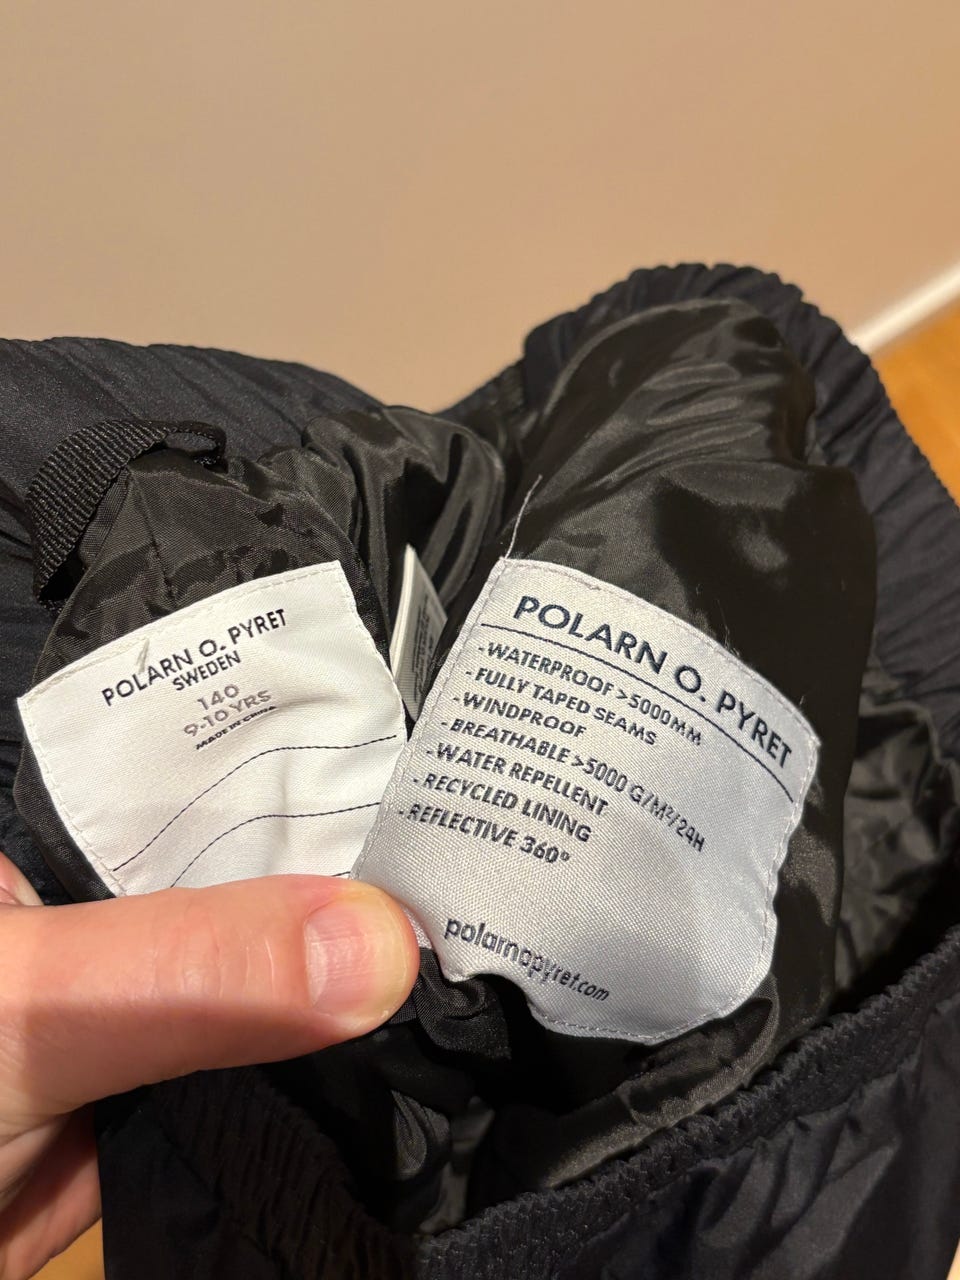 POLARN O. PYRET
SWEDEN
140
9-10 YRS
MADE IN CHINA
POLARN O. PYRET
-WATERPROOF >5000MM
-FULLY TAPED SEAMS
-WINDPROOF
-BREATHABLE >5000 G/M²/24H
-WATER REPELLENT
-RECYCLED LINING
-REFLECTIVE 360°
polarnopyret.com